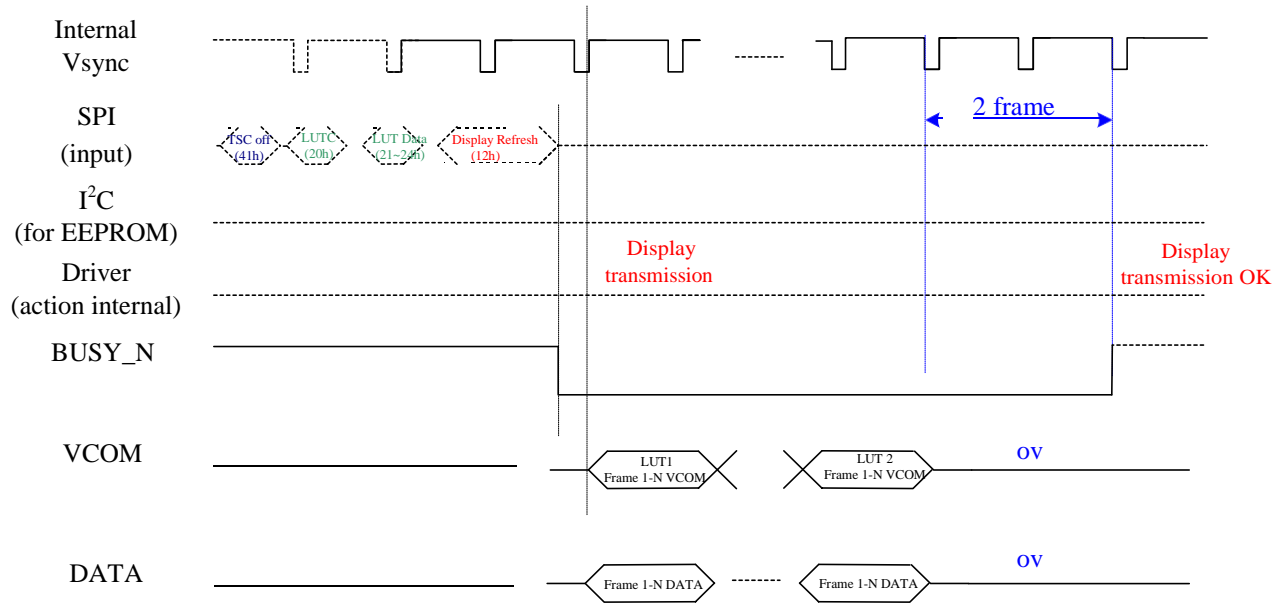 Internal
Vsync
SPI
(input)
TSC off
(41h)
LUTC
(20h)
LUT Data
(21~24h)
Display Refresh
(12h)
2 frame
I²C
(for EEPROM)
Display
transmission
Display
transmission OK
Driver
(action internal)
BUSY_N
VCOM
LUT1
Frame 1-N VCOM
LUT 2
Frame 1-N VCOM
ov
DATA
Frame 1-N DATA
Frame 1-N DATA
ov